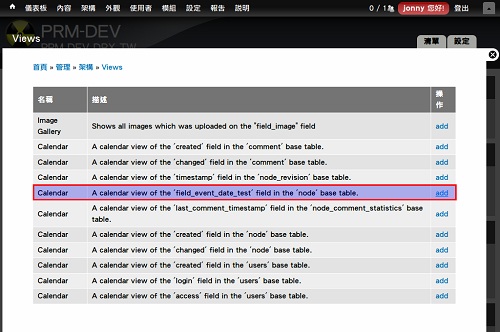 儀表板 內容 架構 外觀 使用者 模組 設定 報告 說明 0 / 1 jonny 您好! 登出
PRM-DEV
Views
清單 設定
首頁 » 管理 » 架構 » Views
名稱 描述 操作
Image Gallery Shows all images which was uploaded on the "field_image" field add
Calendar A calendar view of the 'created' field in the 'comment' base table. add
Calendar A calendar view of the 'changed' field in the 'comment' base table. add
Calendar A calendar view of the 'timestamp' field in the 'node_revision' base table. add
Calendar A calendar view of the 'field_event_date_test' field in the 'node' base table. add
Calendar A calendar view of the 'last_comment_timestamp' field in the 'node_comment_statistics' base table. add
Calendar A calendar view of the 'created' field in the 'node' base table. add
Calendar A calendar view of the 'changed' field in the 'node' base table. add
Calendar A calendar view of the 'created' field in the 'users' base table. add
Calendar A calendar view of the 'login' field in the 'users' base table. add
Calendar A calendar view of the 'access' field in the 'users' base table. add